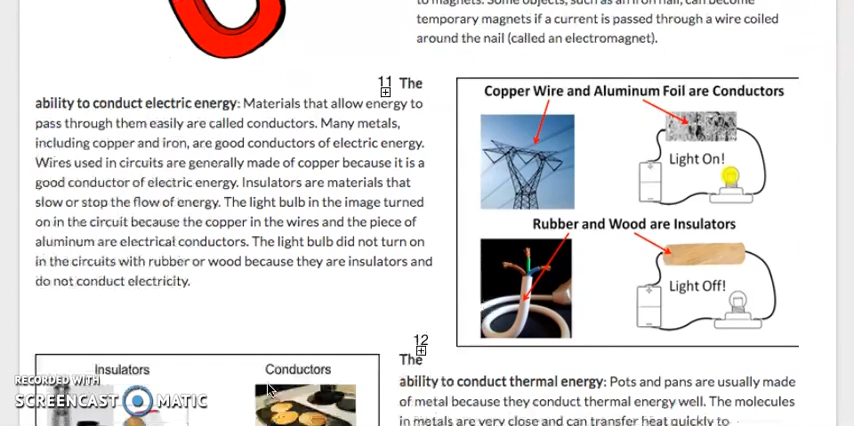 to magnets. Some objects, such as an iron nail, can become
temporary magnets if a current is passed through a wire coiled
around the nail (called an electromagnet).
11 The
ability to conduct electric energy: Materials that allow energy to
pass through them easily are called conductors. Many metals,
including copper and iron, are good conductors of electric energy.
Wires used in circuits are generally made of copper because it is a
good conductor of electric energy. Insulators are materials that
slow or stop the flow of energy. The light bulb in the image turned
on in the circuit because the copper in the wires and the piece of
aluminum are electrical conductors. The light bulb did not turn on
in the circuits with rubber or wood because they are insulators and
do not conduct electricity.
Copper Wire and Aluminum Foil are Conductors
Light On!
Rubber and Wood are Insulators
Light Off!
12
The
ability to conduct thermal energy: Pots and pans are usually made
of metal because they conduct thermal energy well. The molecules
in metals are very close and can transfer heat quickly to
Insulators
Conductors
RECORDED WITH
SCREENCAST MATIC